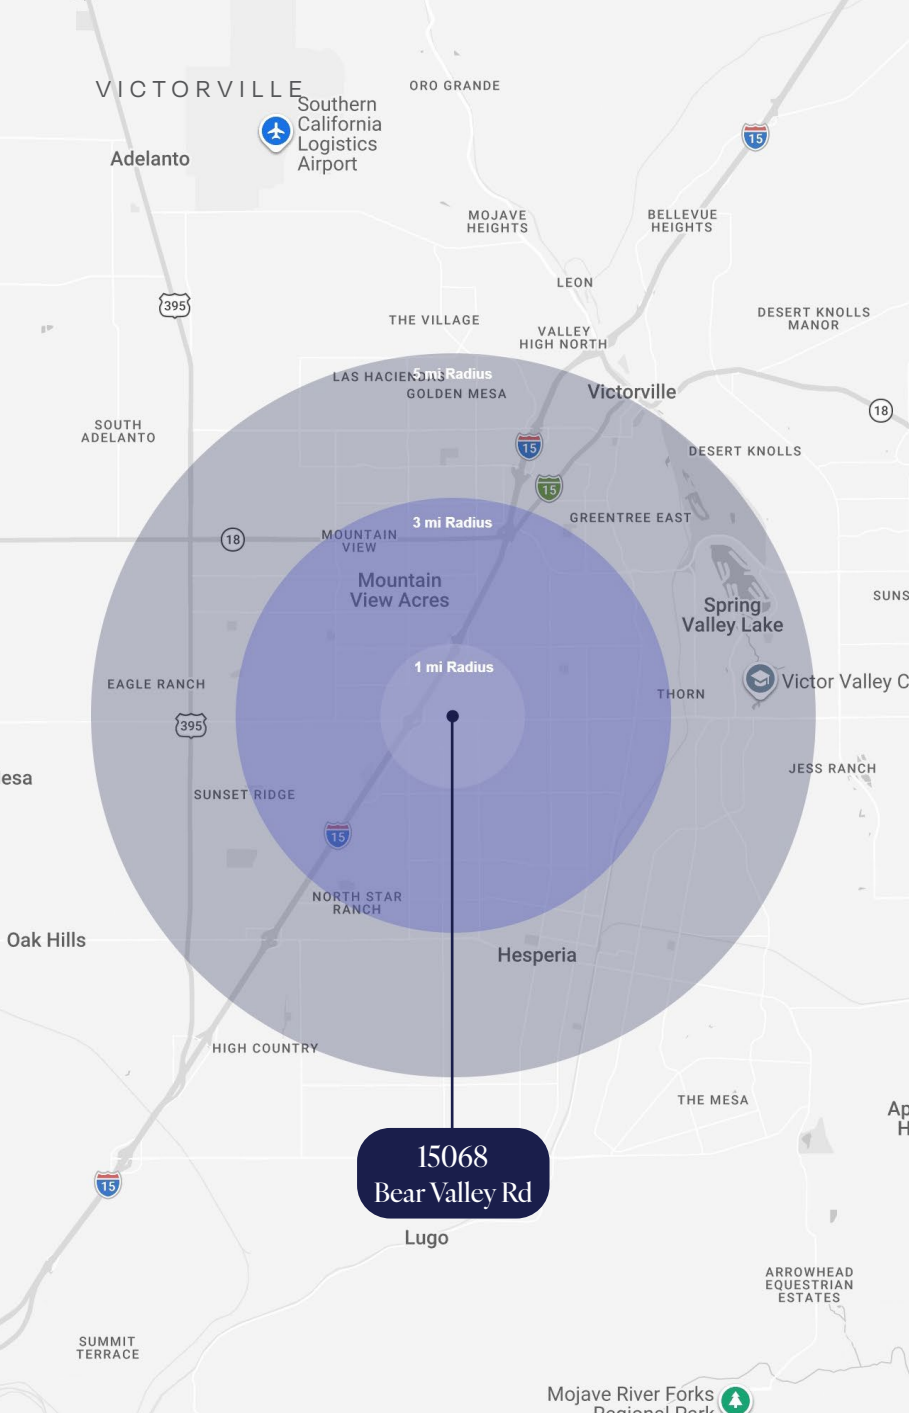 VICTORVILLE
ORO GRANDE
Southern
California
Logistics
Airport
15
Adelanto
MOJAVE
HEIGHTS
BELLEVUE
HEIGHTS
LEON
395
THE VILLAGE
DESERT KNOLLS
MANOR
VALLEY
HIGH NORTH
5 mi Radius
LAS HACIENDAS
GOLDEN MESA
Victorville
18
SOUTH
ADELANTO
15
DESERT KNOLLS
15
GREENTREE EAST
3 mi Radius
18
MOUNTAIN
VIEW
Mountain
View Acres
SUNS
Spring
Valley Lake
1 mi Radius
EAGLE RANCH
THORN
Victor Valley C
395
esa
JESS RANCH
SUNSET RIDGE
15
NORTH STAR
RANCH
Oak Hills
Hesperia
HIGH COUNTRY
THE MESA
Ap
H
15068
Bear Valley Rd
15
Lugo
ARROWHEAD
EQUESTRIAN
ESTATES
SUMMIT
TERRACE
Mojave River Forks
Regional Park